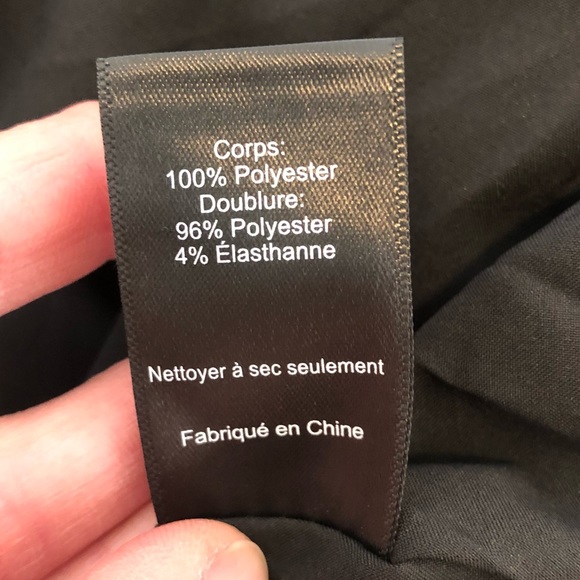 Corps:
100% Polyester
Doublure:
96% Polyester
4% Élasthanne
Nettoyer à sec seulement
Fabriqué en Chine